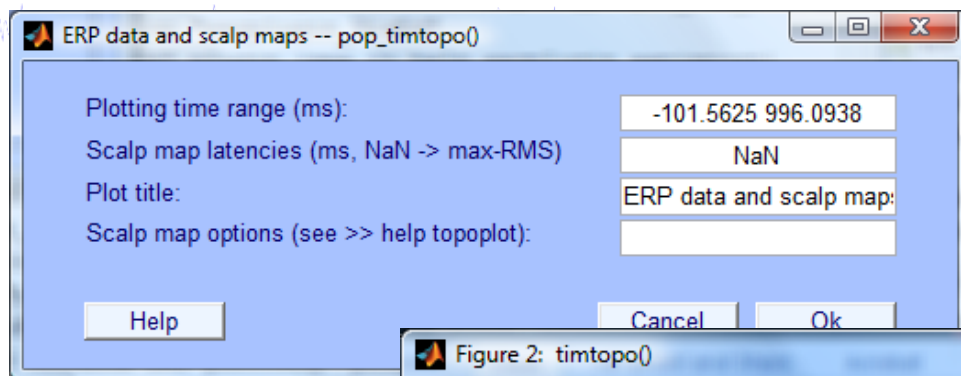 ERP data and scalp maps -- pop_timtopo()
Plotting time range (ms):
-101.5625 996.0938
Scalp map latencies (ms, NaN -> max-RMS)
NaN
Plot title:
ERP data and scalp maps
Scalp map options (see >> help topoplot):
Help
Cancel
Ok
Figure 2: timtopo()